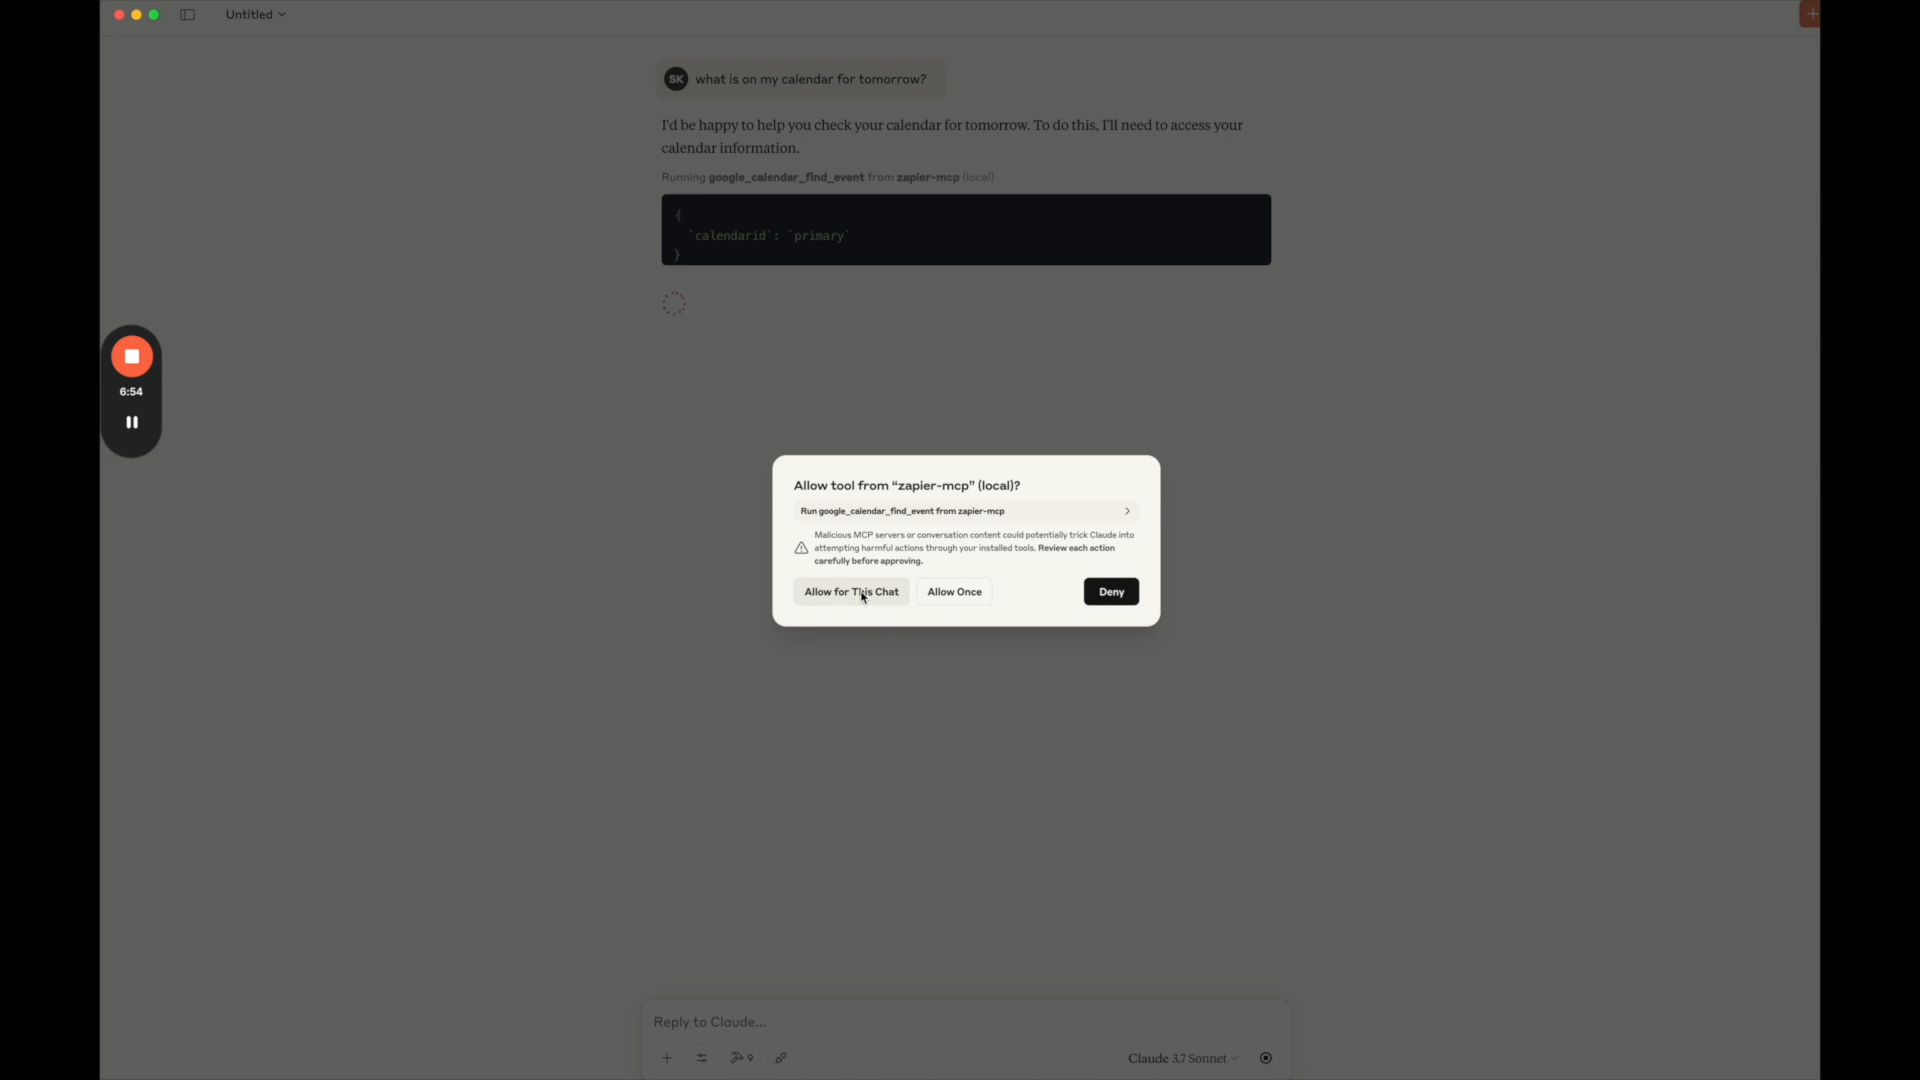 Untitled
SK
what is on my calendar for tomorrow?
I'd be happy to help you check your calendar for tomorrow. To do this, I'll need to access your
calendar information.
Running google_calendar_find_event from zapier-mcp (local)
{
`calendarid`: `primary`
}
6:54
Allow tool from “zapier-mcp” (local)?
Run google_calendar_find_event from zapier-mcp
Malicious MCP servers or conversation content could potentially trick Claude into
attempting harmful actions through your installed tools. Review each action
carefully before approving.
Allow for This Chat
Allow Once
Deny
Reply to Claude...
9
Claude 3.7 Sonnet